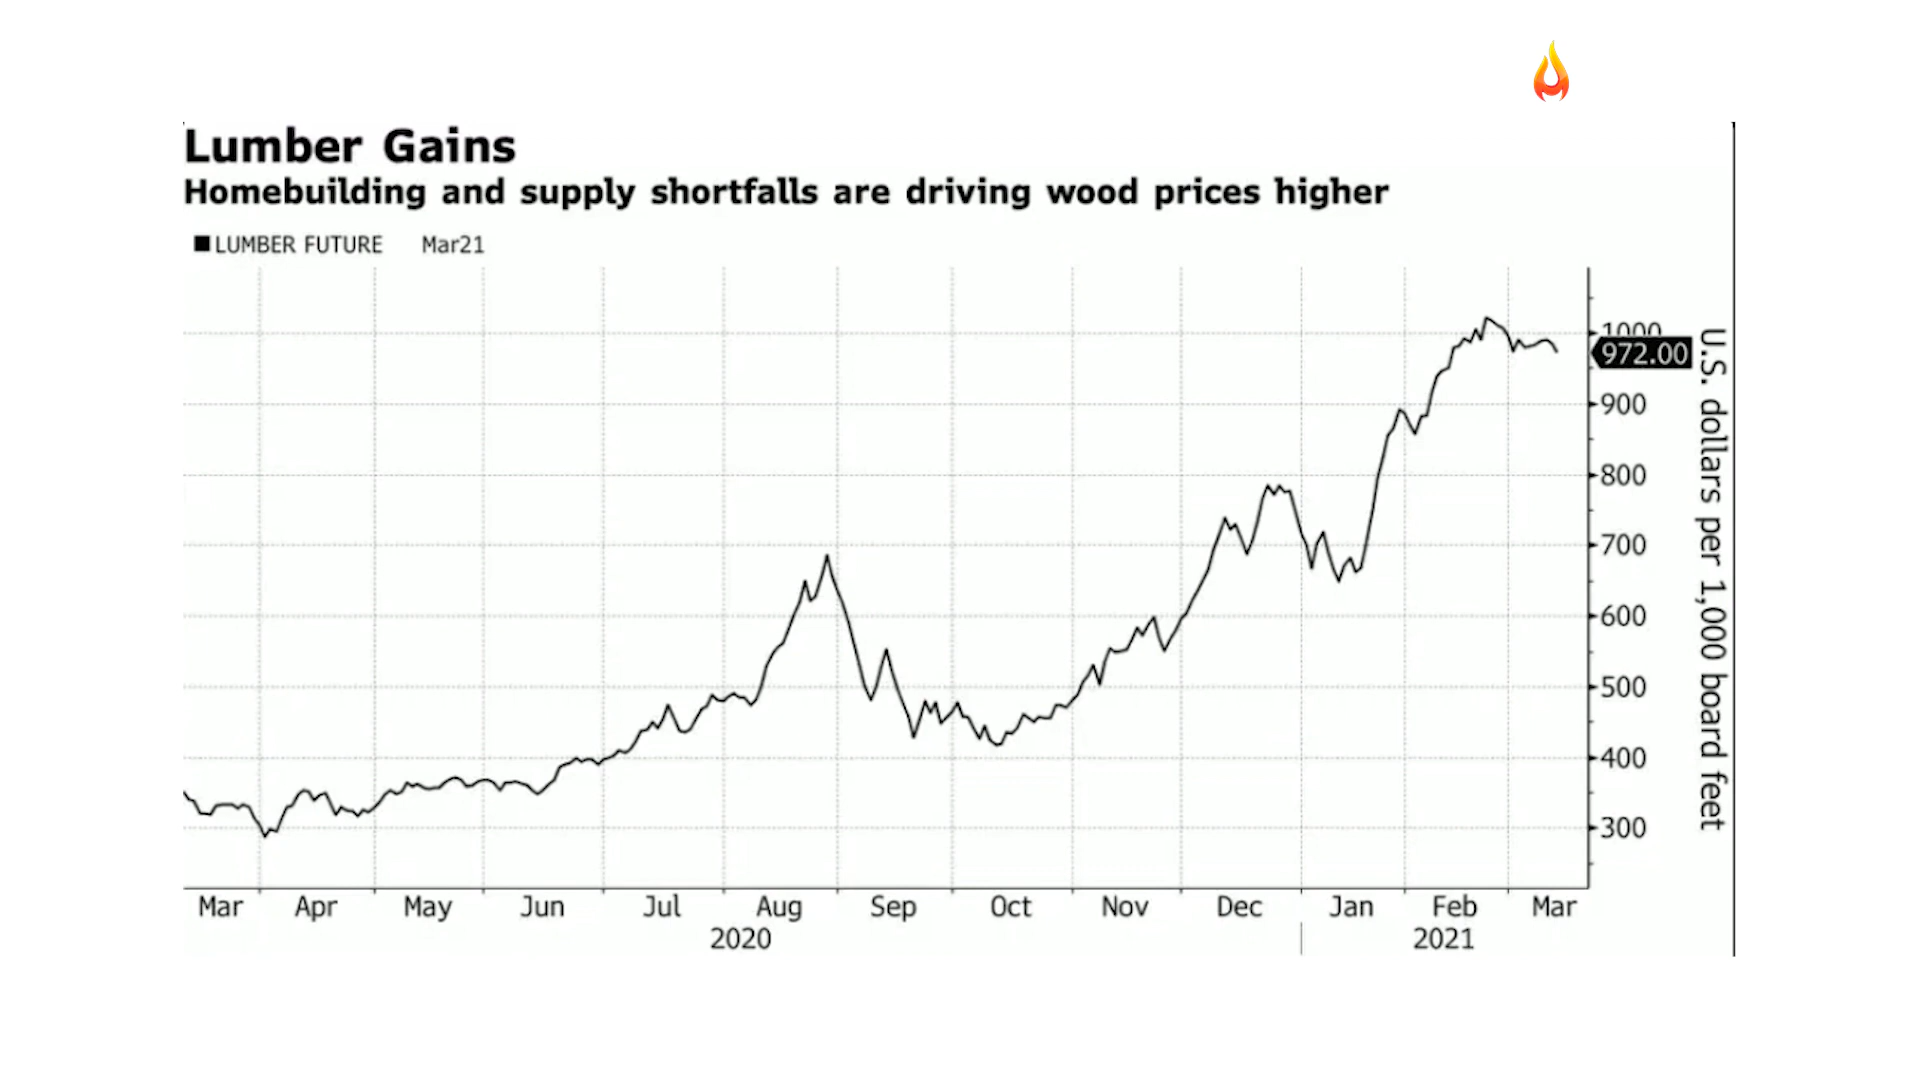 Lumber Gains
Homebuilding and supply shortfalls are driving wood prices higher
LUMBER FUTURE Mar21
1000
972.00
900
800
700
600
500
400
300
U.S. dollars per 1,000 board feet
Mar Apr May Jun Jul Aug Sep Oct Nov Dec Jan Feb Mar
2020 2021